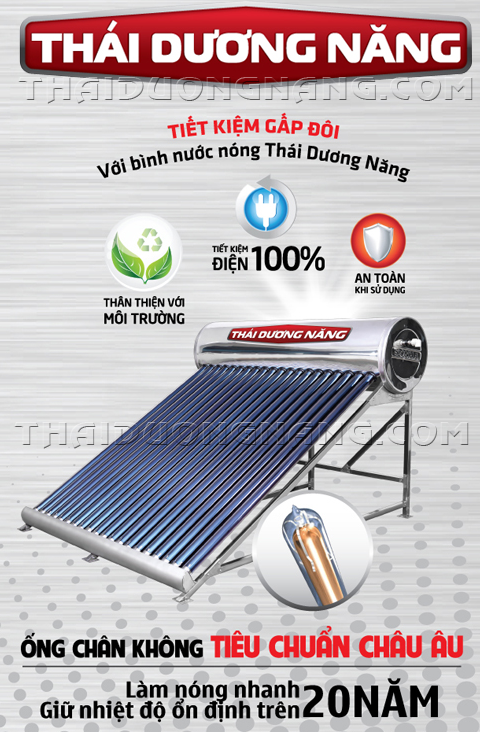 THÁI DƯƠNG NĂNG
THAIDUONGNANG.COM
TIẾT KIỆM GẤP ĐÔI
Với bình nước nóng Thái Dương Năng
TIẾT KIỆM
ĐIỆN 100%
THÂN THIỆN VỚI
MÔI TRƯỜNG
AN TOÀN
KHI SỬ DỤNG
THÁI DƯƠNG NĂNG
THAIDUONGNANG.COM
ỐNG CHÂN KHÔNG TIÊU CHUẨN CHÂU ÂU
Làm nóng nhanh
Giữ nhiệt độ ổn định trên 20NĂM